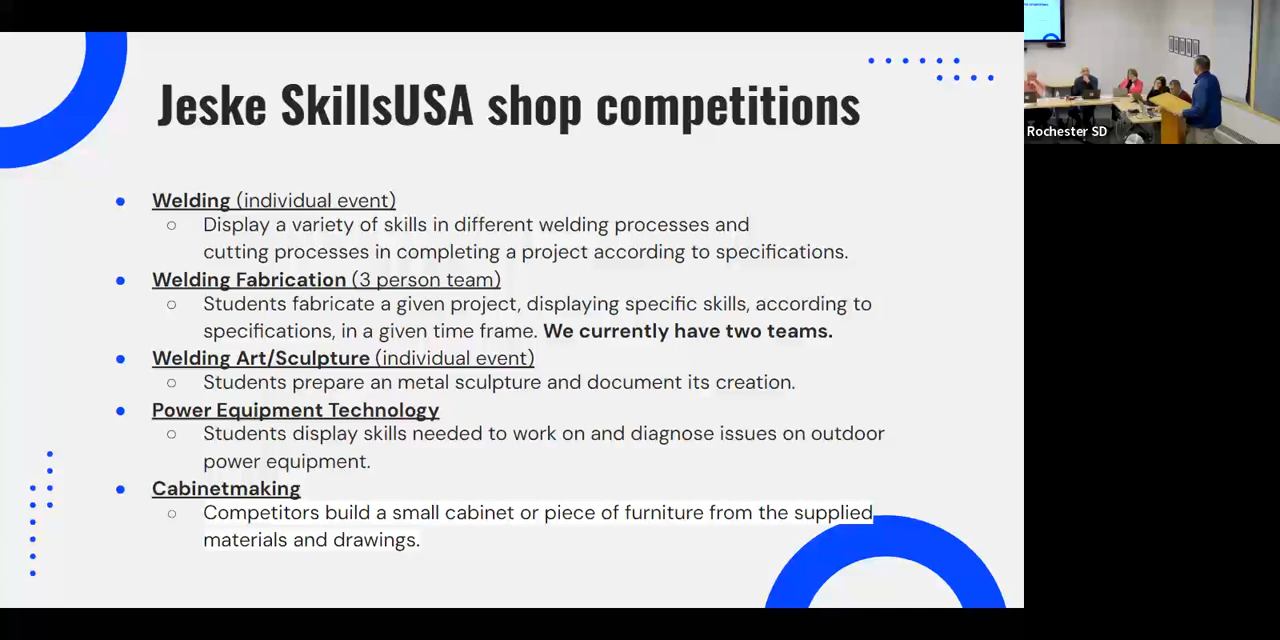 Jeske SkillsUSA shop competitions
Welding (individual event)
Display a variety of skills in different welding processes and
cutting processes in completing a project according to specifications.
Welding Fabrication (3 person team)
Students fabricate a given project, displaying specific skills, according to
specifications, in a given time frame. We currently have two teams.
Welding Art/Sculpture (individual event)
Students prepare an metal sculpture and document its creation.
Power Equipment Technology
Students display skills needed to work on and diagnose issues on outdoor
power equipment.
Cabinetmaking
Competitors build a small cabinet or piece of furniture from the supplied
materials and drawings.
Rochester SD